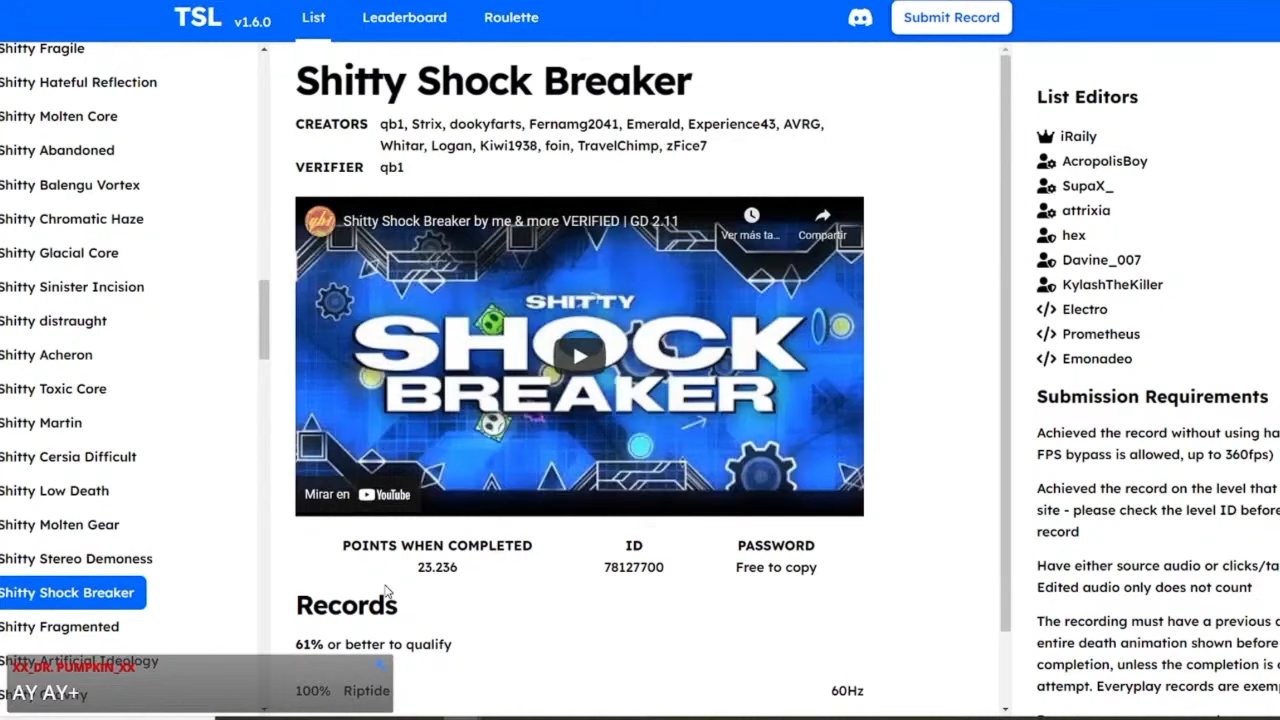 TSL v1.6.0 List Leaderboard Roulette Submit Record
Shitty Fragile
Shitty Hateful Reflection
Shitty Molten Core
Shitty Abandoned
Shitty Balengu Vortex
Shitty Chromatic Haze
Shitty Glacial Core
Shitty Sinister Incision
Shitty distraught
Shitty Acheron
Shitty Toxic Core
Shitty Martin
Shitty Cersia Difficult
Shitty Low Death
Shitty Molten Gear
Shitty Stereo Demoness
Shitty Shock Breaker
Shitty Fragmented
Shitty Artificial Ideology
XX_DR. PUMPKIN_XX
AY AY+
Shitty Shock Breaker
CREATORS qb1, Strix, dookyfarts, Fernamg2041, Emerald, Experience43, AVRG,
Whitar, Logan, Kiwi1938, foin, TravelChimp, zFice7
VERIFIER qb1
qb1 Shitty Shock Breaker by me & more VERIFIED | GD 2.11
Ver más ta... Compartir
SHITTY
SHOCK
BREAKER
Mirar en YouTube
POINTS WHEN COMPLETED ID PASSWORD
23.236 78127700 Free to copy
Records
61% or better to qualify
100% Riptide 60Hz
List Editors
iRaily
AcropolisBoy
SupaX_
attrixia
hex
Davine_007
KylashTheKiller
</> Electro
</> Prometheus
</> Emonadeo
Submission Requirements
Achieved the record without using ha
FPS bypass is allowed, up to 360fps)
Achieved the record on the level that
site - please check the level ID before
record
Have either source audio or clicks/ta
Edited audio only does not count
The recording must have a previous a
entire death animation shown before
completion, unless the completion is o
attempt. Everyplay records are exem